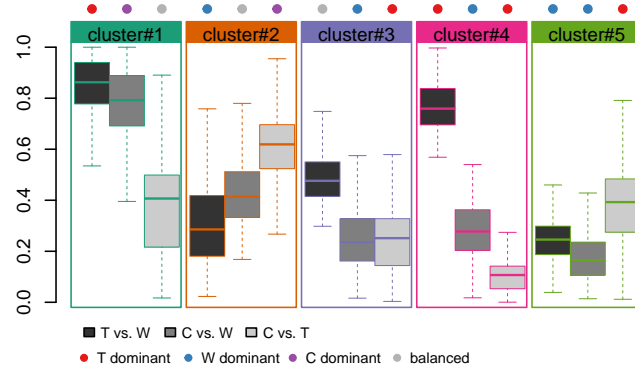 cluster#1 cluster#2 cluster#3 cluster#4 cluster#5
1.0
0.8
0.6
0.4
0.2
0.0
T vs. W C vs. W C vs. T
T dominant W dominant C dominant balanced